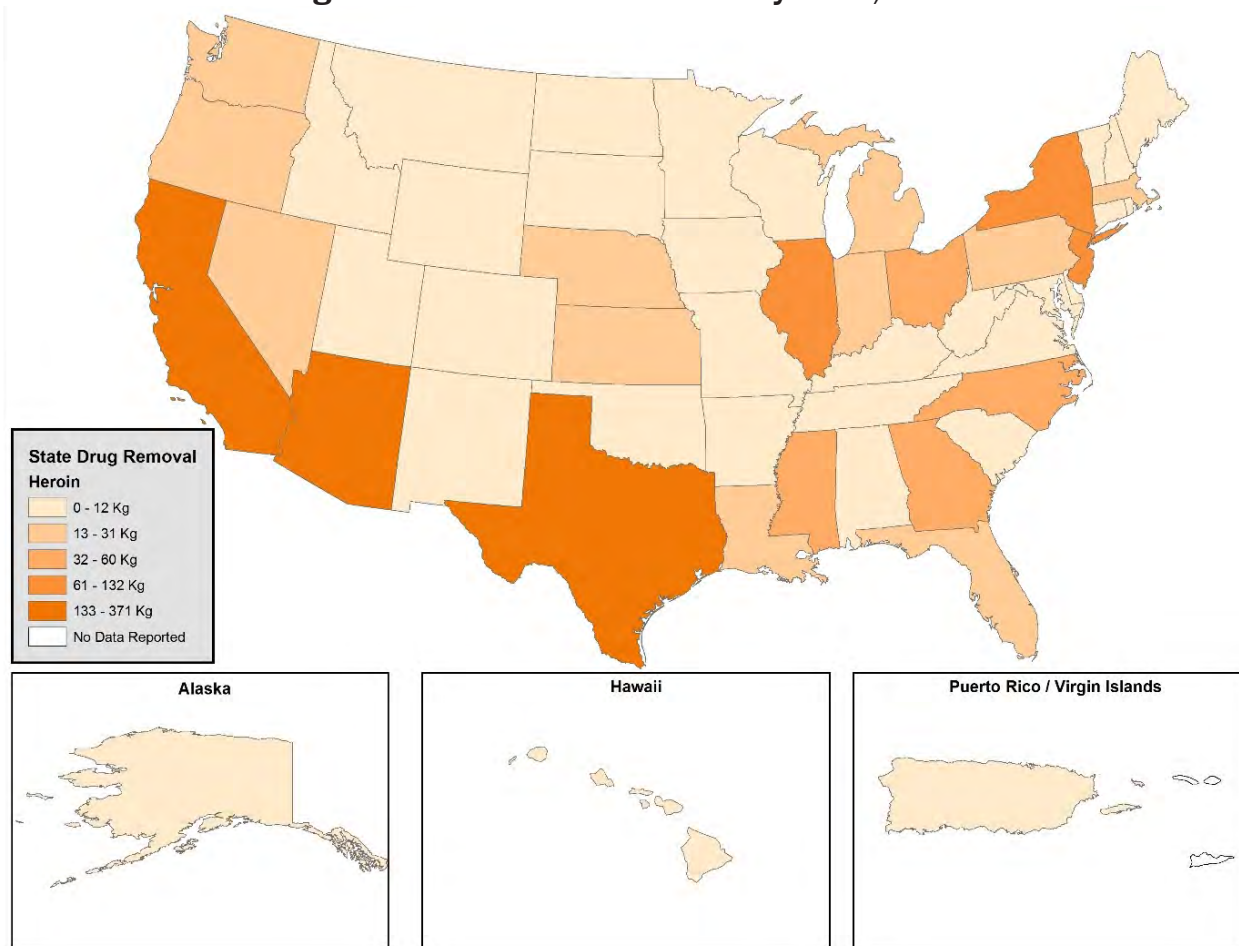 State Drug Removal
Heroin
0 - 12 Kg
13 - 31 Kg
32 - 60 Kg
61 - 132 Kg
133 - 371 Kg
No Data Reported
Alaska
Hawaii
Puerto Rico / Virgin Islands